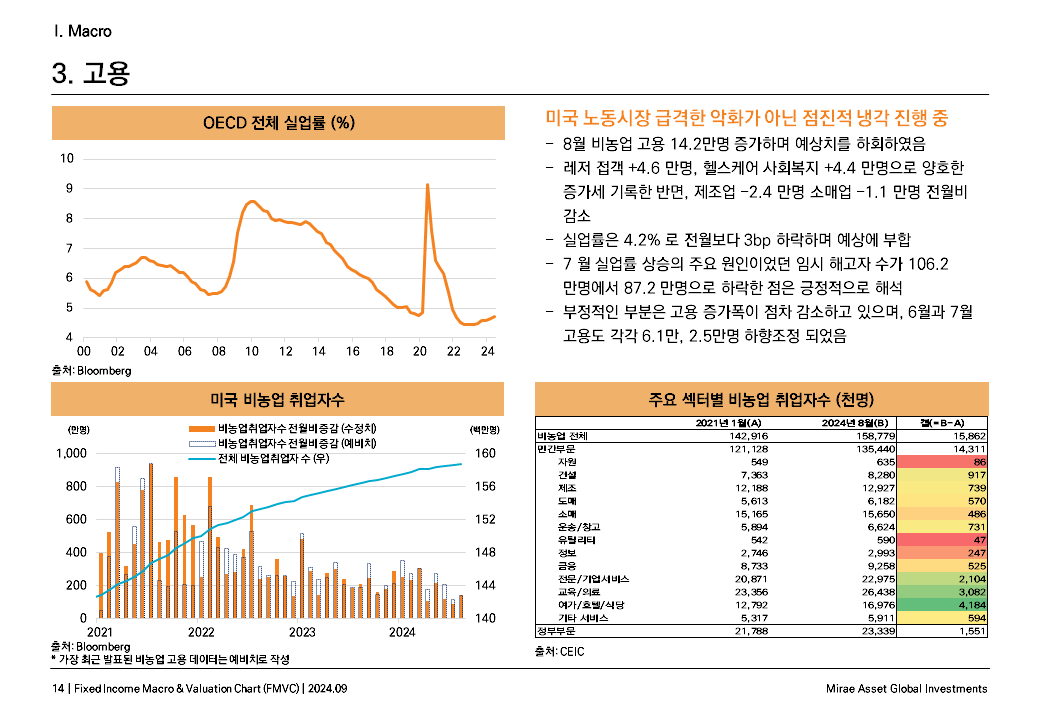 I. Macro
3. 고용
OECD 전체 실업률 (%)
10
9
8
7
6
5
4
00 02 04 06 08 10 12 14 16 18 20 22 24
출처: Bloomberg
미국 노동시장 급격한 악화가 아닌 점진적 냉각 진행 중
– 8월 비농업 고용 14.2만명 증가하며 예상치를 하회하였음
– 레저 접객 +4.6 만명, 헬스케어 사회복지 +4.4 만명으로 양호한
증가세 기록한 반면, 제조업 -2.4 만명 소매업 -1.1 만명 전월비
감소
– 실업률은 4.2% 로 전월보다 3bp 하락하며 예상에 부합
– 7 월 실업률 상승의 주요 원인이었던 임시 해고자 수가 106.2
만명에서 87.2 만명으로 하락한 점은 긍정적으로 해석
– 부정적인 부분은 고용 증가폭이 점차 감소하고 있으며, 6월과 7월
고용도 각각 6.1만, 2.5만명 하향조정 되었음
미국 비농업 취업자수
(만명) (백만명)
비농업취업자수 전월비증감 (수정치)
비농업취업자수 전월비증감 (예비치)
전체 비농업취업자 수 (우)
1,000 160
800 156
600 152
400 148
200 144
0 140
2021 2022 2023 2024
출처: Bloomberg
* 가장 최근 발표된 비농업 고용 데이터는 예비치로 작성
주요 섹터별 비농업 취업자수 (천명)
2021년 1월(A) 2024년 8월(B) 갭(=B-A)
비농업 전체 142,916 158,779 15,862
민간부문 121,128 135,440 14,311
자원 549 635 86
건설 7,363 8,280 917
제조 12,188 12,927 739
도매 5,613 6,182 570
소매 15,165 15,650 486
운송/창고 5,894 6,624 731
유틸리티 542 590 47
정보 2,746 2,993 247
금융 8,733 9,258 525
전문/기업서비스 20,871 22,975 2,104
교육/의료 23,356 26,438 3,082
여가/호텔/식당 12,792 16,976 4,184
기타 서비스 5,317 5,911 594
정부부문 21,788 23,339 1,551
출처: CEIC
14 | Fixed Income Macro & Valuation Chart (FMVC) | 2024.09
Mirae Asset Global Investments